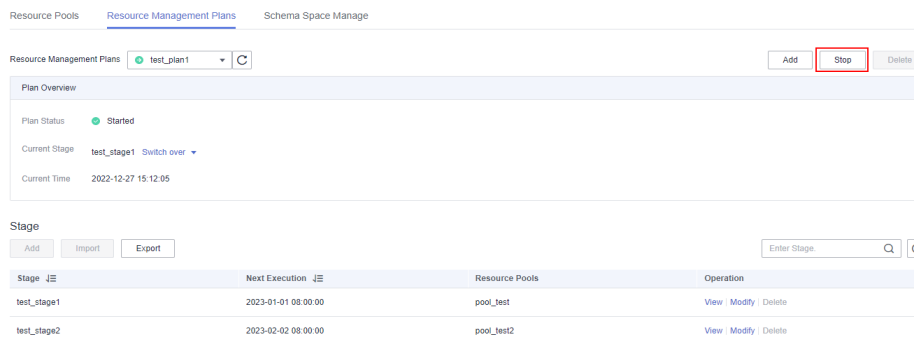 Resource Pools Resource Management Plans Schema Space Manage
Resource Management Plans test_plan1 Add Stop Delete
Plan Overview
Plan Status Started
Current Stage test_stage1 Switch over
Current Time 2022-12-27 15:12:05
Stage
Add Import Export Enter Stage.
Stage Next Execution Resource Pools Operation
test_stage1 2023-01-01 08:00:00 pool_test View Modify Delete
test_stage2 2023-02-02 08:00:00 pool_test2 View Modify Delete